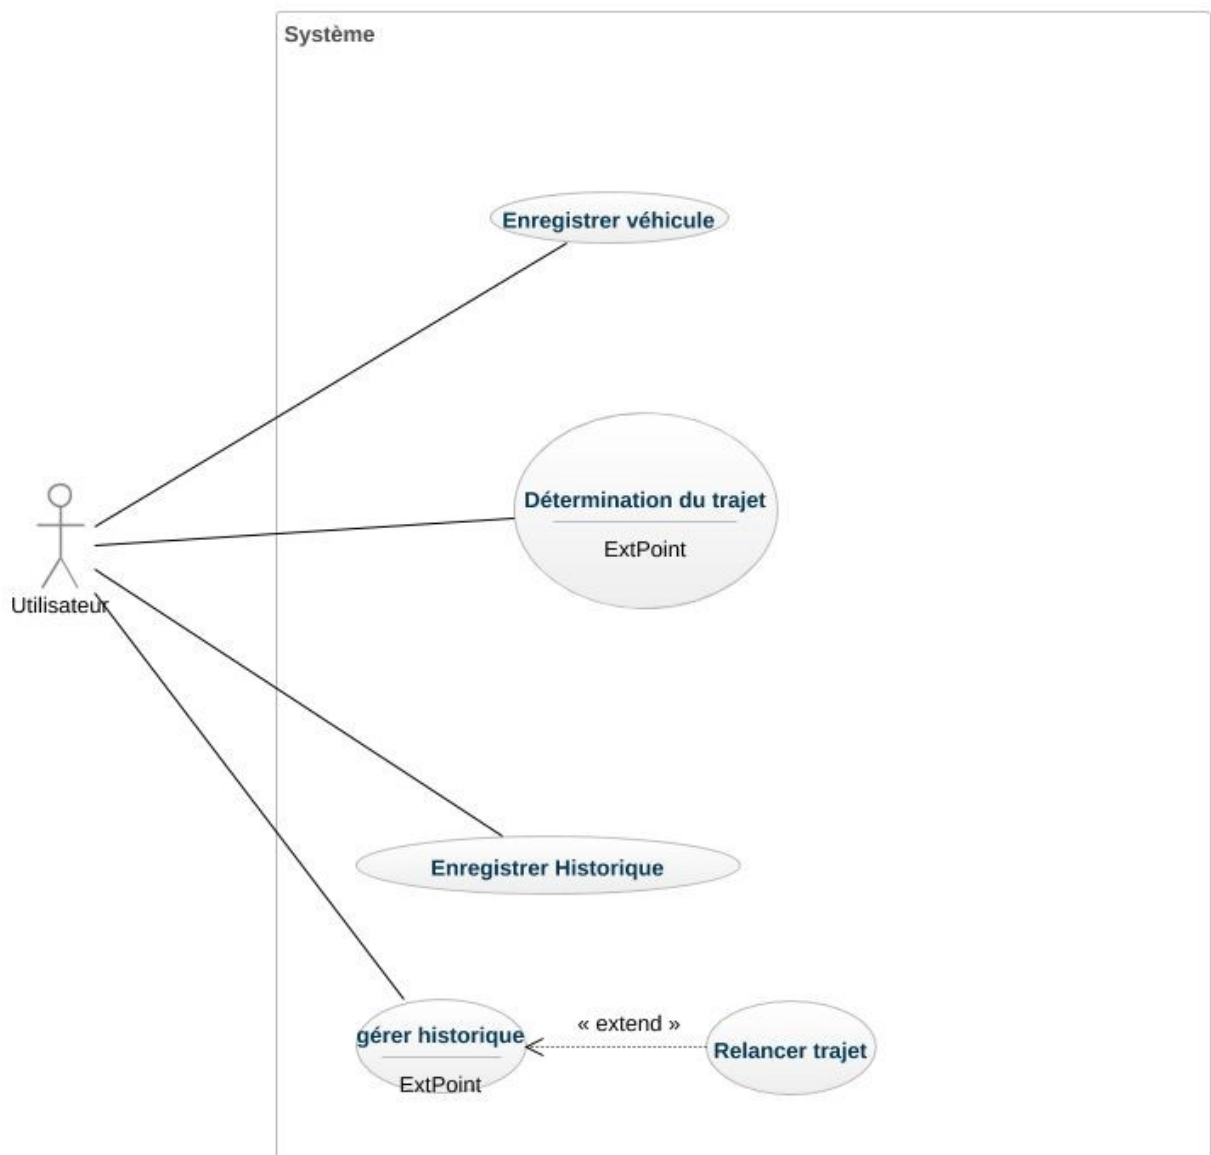 Système
Enregistrer véhicule
Détermination du trajet
ExtPoint
Utilisateur
Enregistrer Historique
gérer historique
ExtPoint
« extend »
Relancer trajet